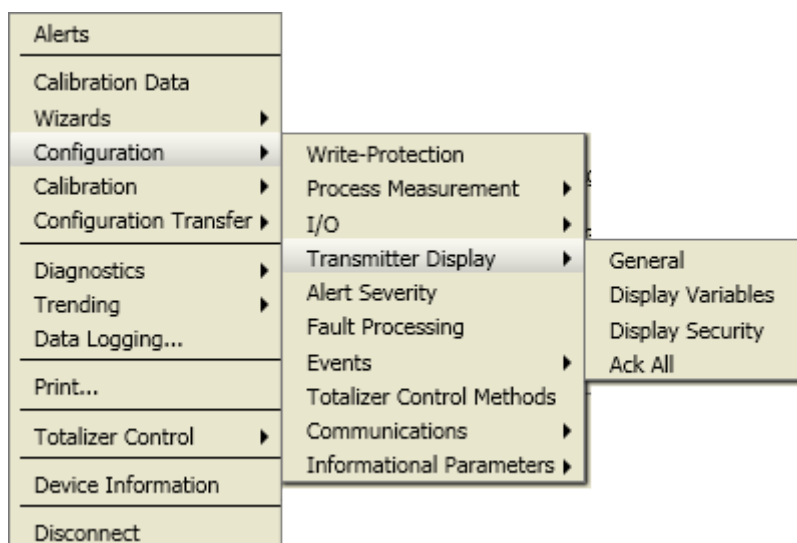 Alerts
Calibration Data
Wizards
Configuration
Calibration
Configuration Transfer
Diagnostics
Trending
Data Logging...
Print...
Totalizer Control
Device Information
Disconnect
Write-Protection
Process Measurement
I/O
Transmitter Display
Alert Severity
Fault Processing
Events
Totalizer Control Methods
Communications
Informational Parameters
General
Display Variables
Display Security
Ack All